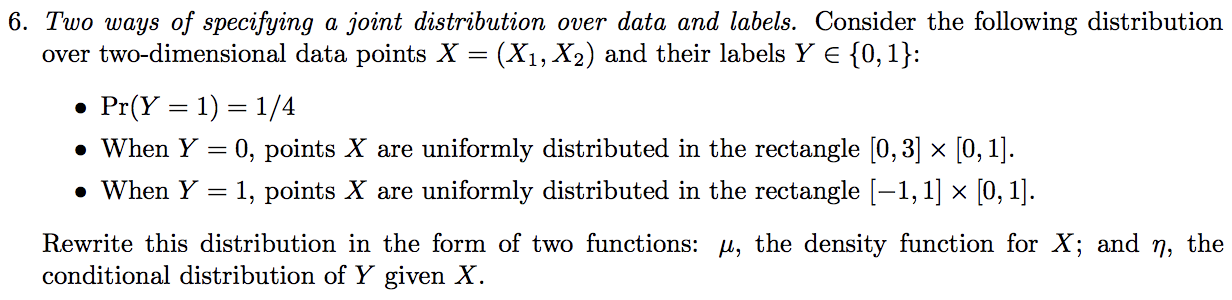 6. Two ways of specifying a joint distribution over data and labels. Consider the following distribution
over two-dimensional data points X = (X₁, X₂) and their labels Y ∈ {0, 1}:
• Pr(Y = 1) = 1/4
• When Y = 0, points X are uniformly distributed in the rectangle [0, 3] × [0, 1].
• When Y = 1, points X are uniformly distributed in the rectangle [−1, 1] × [0, 1].
Rewrite this distribution in the form of two functions: μ, the density function for X; and η, the
conditional distribution of Y given X.